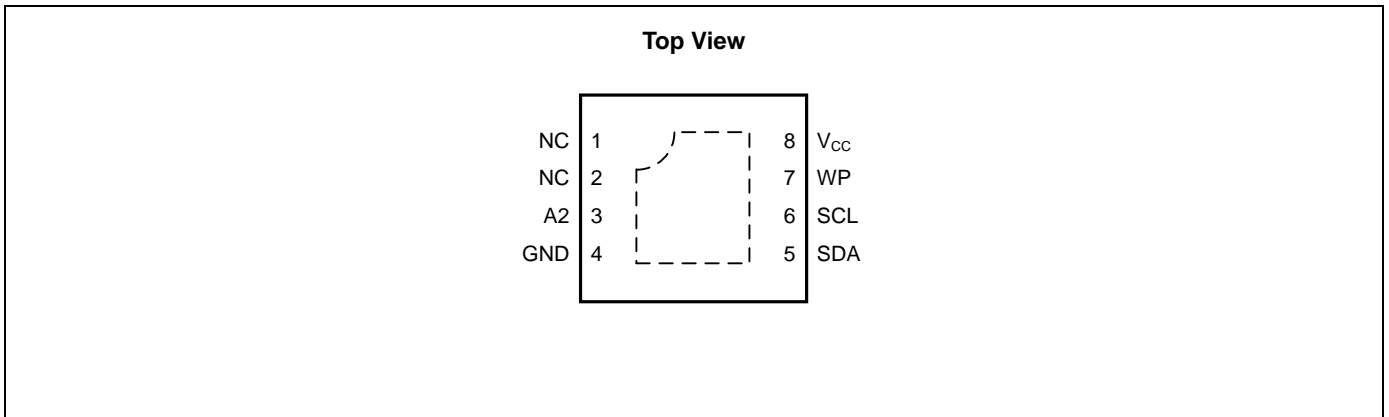 Top View
NC 1 8 VCC
NC 2 7 WP
A2 3 6 SCL
GND 4 5 SDA